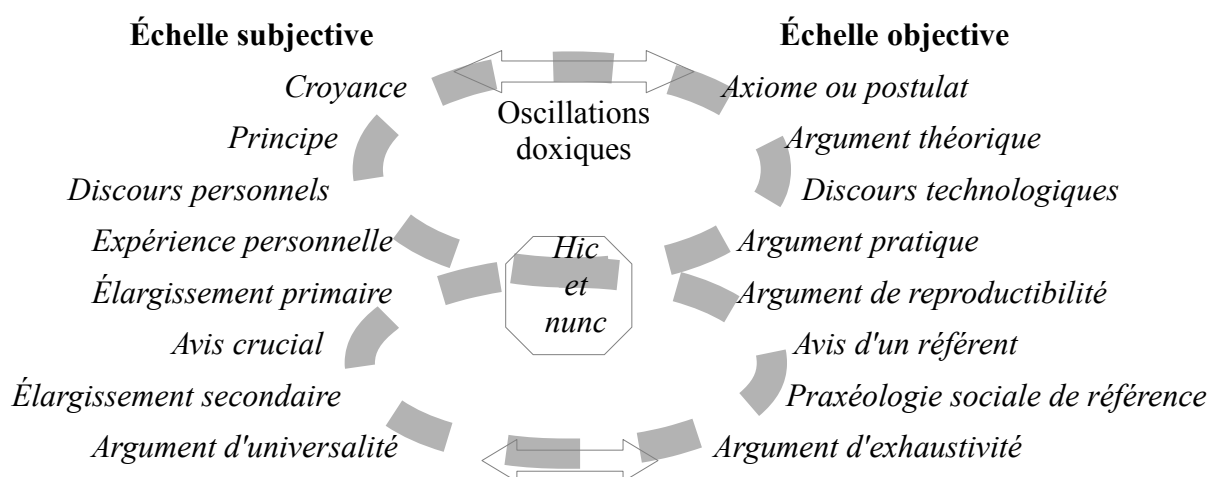 Échelle subjective
Échelle objective
Croyance
Axiome ou postulat
Oscillations
doxiques
Principe
Argument théorique
Discours personnels
Discours technologiques
Expérience personnelle
Hic
et
nunc
Argument pratique
Élargissement primaire
Argument de reproductibilité
Avis crucial
Avis d'un référent
Élargissement secondaire
Praxéologie sociale de référence
Argument d'universalité
Argument d'exhaustivité